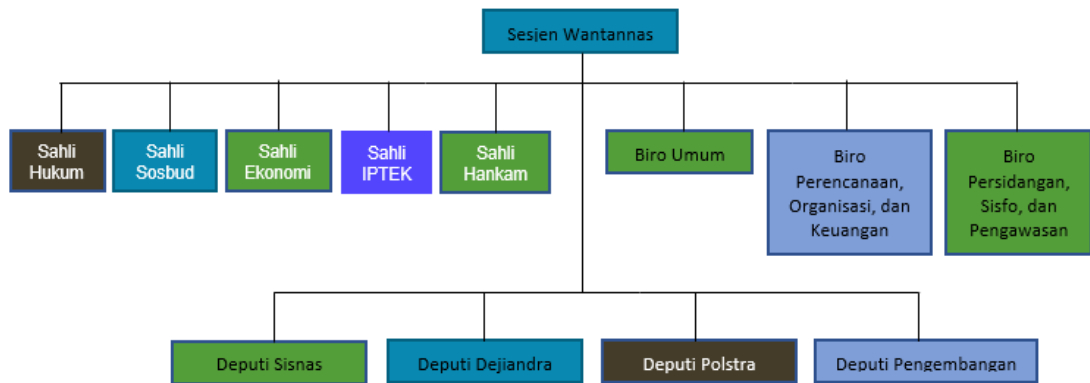 Sesjen Wantannas
Sahli
Hukum
Sahli
Sosbud
Sahli
Ekonomi
Sahli
IPTEK
Sahli
Hankam
Biro Umum
Biro
Perencanaan,
Organisasi, dan
Keuangan
Biro
Persidangan,
Sisfo, dan
Pengawasan
Deputi Sisnas
Deputi Dejiandra
Deputi Polstra
Deputi Pengembangan